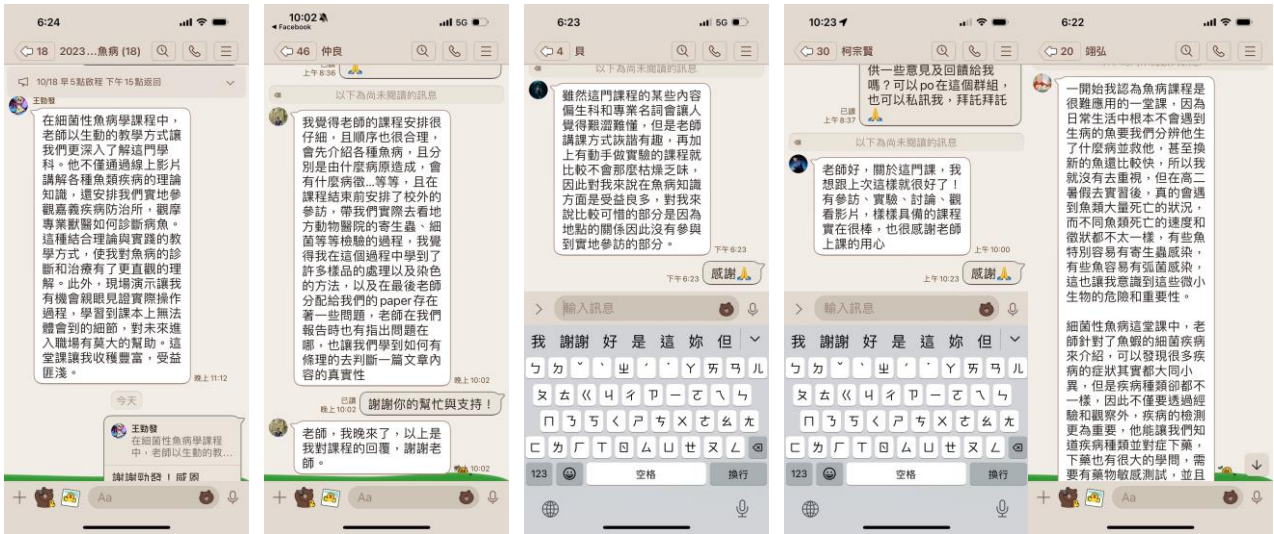 6:24
18 2023...魚病 (18)
10/18 早5點啟程 下午15點返回
王勁發
在細菌性魚病學課程中，
老師以生動的教學方式讓
我們更深入了解這門學
科。他不僅通過線上影片
講解各種魚類疾病的理論
知識，還安排我們實地參
觀嘉義疾病防治所，觀摩
專業獸醫如何診斷病魚。
這種結合理論與實踐的教
學方式，使我對魚病的診
斷和治療有了更直觀的理
解。此外，現場演示讓我
有機會親眼見證實際操作
過程，學習到課本上無法
體會到的細節，對未來進
入職場有莫大的幫助。這
堂課讓我收穫豐富，受益
匪淺。
晚上 11:12
今天
王勁發
在細菌性魚病學課程
中，老師以生動的教...
謝謝勁發！感恩
Aa
10:02
Facebook
5G
46 仲良
上午 8:36
以下為尚未閱讀的訊息
我覺得老師的課程安排很
仔細，且順序也很合理，
會先介紹各種魚病，且分
別是由什麼病原造成，會
有什麼病徵...等等，且在
課程結束前安排了校外的
參訪，帶我們實際去看地
方動物醫院的寄生蟲、細
菌等等檢驗的過程，我覺
得我在這個過程中學到了
許多樣品的處理以及染色
的方法，以及在最後老師
分配給我們的paper存在
著一些問題，老師在我們
報告時也有指出問題在
哪，也讓我們學到如何有
條理的去判斷一篇文章內
容的真實性
晚上 10:02
已讀
晚上 10:02
謝謝你的幫忙與支持！
老師，我晚來了，以上是
我對課程的回覆，謝謝老
師。
晚上 10:02
Aa
6:23
5G
4 貝
以下為尚未閱讀的訊息
雖然這門課程的某些內容
偏生科和專業名詞會讓人
覺得艱澀難懂，但是老師
講課方式詼諧有趣，再加
上有動手做實驗的課程就
比較不會那麼枯燥乏味，
因此對我來說在魚病知識
方面是受益良多，對我來
說比較可惜的部分是因為
地點的關係因此沒有參與
到實地參訪的部分。
下午 6:23
下午 6:23
感謝🙏
輸入訊息
我 謝謝 好 是 這 妳 但
ㄅ ㄉ ˇ ˋ ㄓ ˊ ˙ ㄚ ㄞ ㄢ ㄦ
ㄆ ㄊ ㄍ ㄐ ㄔ ㄗ ㄧ ㄛ ㄟ ㄣ
ㄇ ㄋ ㄎ ㄑ ㄕ ㄘ ㄨ ㄜ ㄠ ㄤ
ㄈ ㄌ ㄏ ㄒ ㄖ ㄙ ㄩ ㄝ ㄡ ㄥ
123 空格 換行
10:23
5G
30 柯宗賢
供一些意見及回饋給我
嗎？可以po在這個群組，
也可以私訊我，拜託拜託
🙏
已讀
上午 8:37
以下為尚未閱讀的訊息
老師好，關於這門課，我
想跟上次這樣就很好了！
有參訪、實驗、討論、觀
看影片，樣樣具備的課程
實在很棒，也很感謝老師
上課的用心
上午 10:00
上午 10:23
感謝🙏
輸入訊息
我 謝謝 好 是 這 妳 但
ㄅ ㄉ ˇ ˋ ㄓ ˊ ˙ ㄚ ㄞ ㄢ ㄦ
ㄆ ㄊ ㄍ ㄐ ㄔ ㄗ ㄧ ㄛ ㄟ ㄣ
ㄇ ㄋ ㄎ ㄑ ㄕ ㄘ ㄨ ㄜ ㄠ ㄤ
ㄈ ㄌ ㄏ ㄒ ㄖ ㄙ ㄩ ㄝ ㄡ ㄥ
123 空格 換行
6:22
20 翊弘
一開始我認為魚病課程是
很難應用的一堂課，因為
日常生活中根本不會遇到
生病的魚要我們分辨他生
了什麼病並救他，甚至換
新的魚還比較快，所以我
就沒有去重視，但在高二
暑假去實習後，真的會遇
到魚類大量死亡的狀況，
而不同魚類死亡的速度和
徵狀都不太一樣，有些魚
特別容易有寄生蟲感染，
有些魚容易有弧菌感染，
這也讓我意識到這些微小
生物的危險和重要性。
細菌性魚病這堂課中，老
師針對了魚蝦的細菌疾病
來介紹，可以發現很多疾
病的症狀其實都大同小
異，但是疾病種類卻都不
一樣，因此不僅要透過經
驗和觀察外，疾病的檢測
更為重要，他能讓我們知
道疾病種類並對症下藥，
下藥也有很大的學問，需
要有藥物敏感測試，並且
Aa